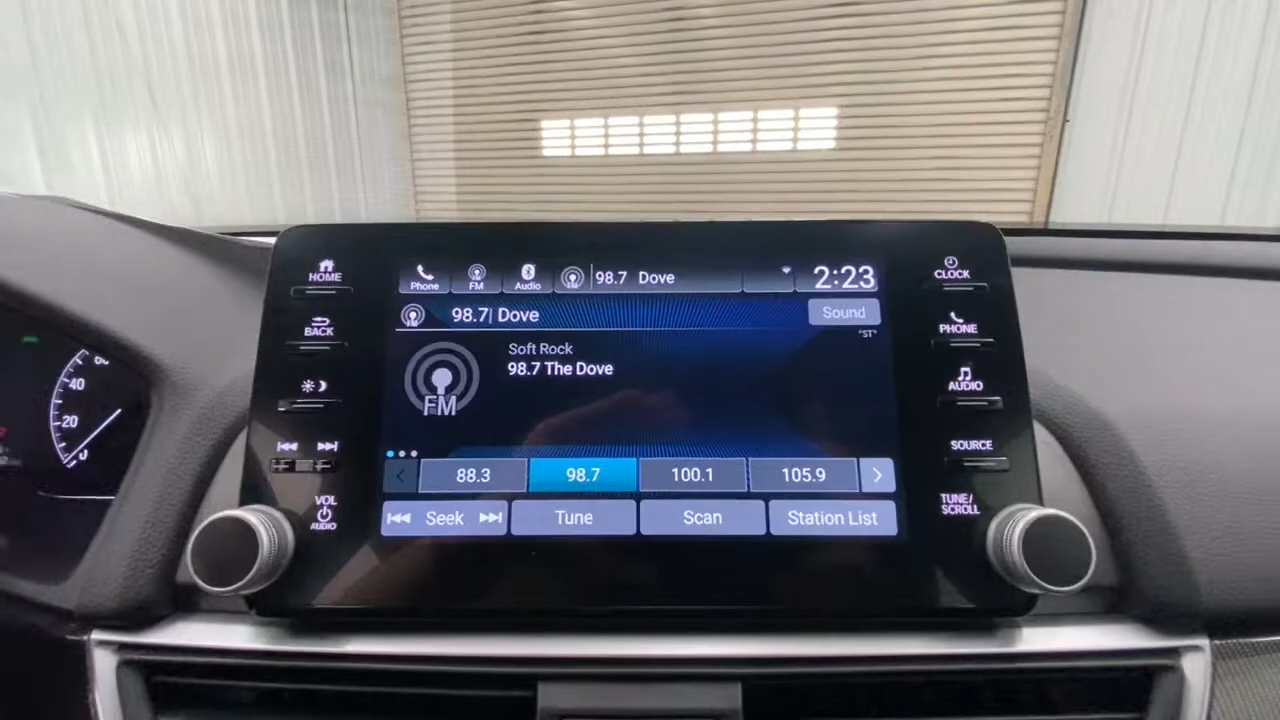 HOME
BACK
VOL
AUDIO
Phone
FM
Audio
98.7 Dove
2:23
98.7| Dove
Sound
"ST"
Soft Rock
98.7 The Dove
FM
88.3
98.7
100.1
105.9
Seek
Tune
Scan
Station List
CLOCK
PHONE
AUDIO
SOURCE
TUNE/
SCROLL
60
40
20
0